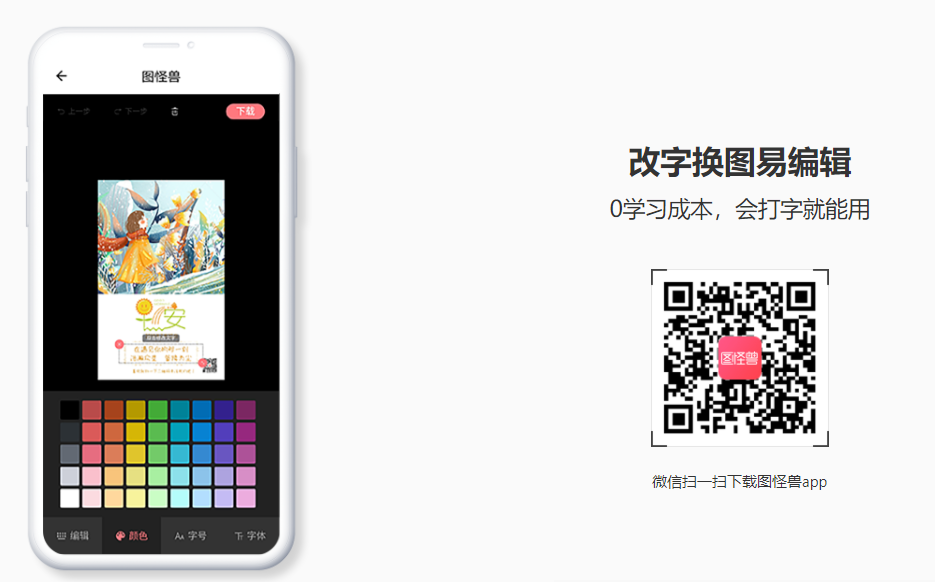 图怪兽
上一步
下一步
下载
安
编辑
颜色
字号
字体
改字换图易编辑
0学习成本，会打字就能用
图怪兽
微信扫一扫下载图怪兽app